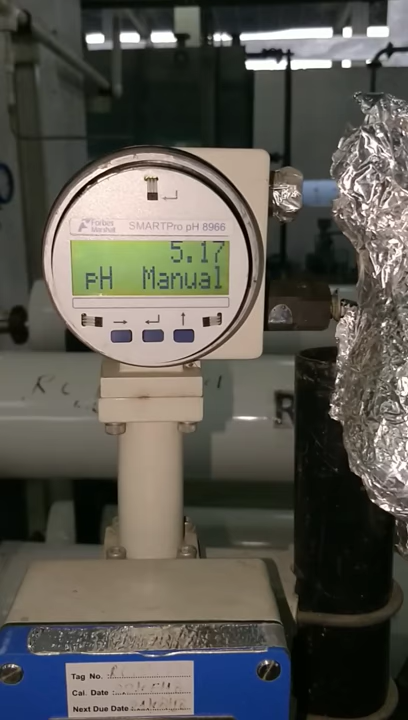 Forbes
Marshall
SMARTPro pH 8966
5.17
pH Manual
Tag No.
Cal. Date
Next Due Date